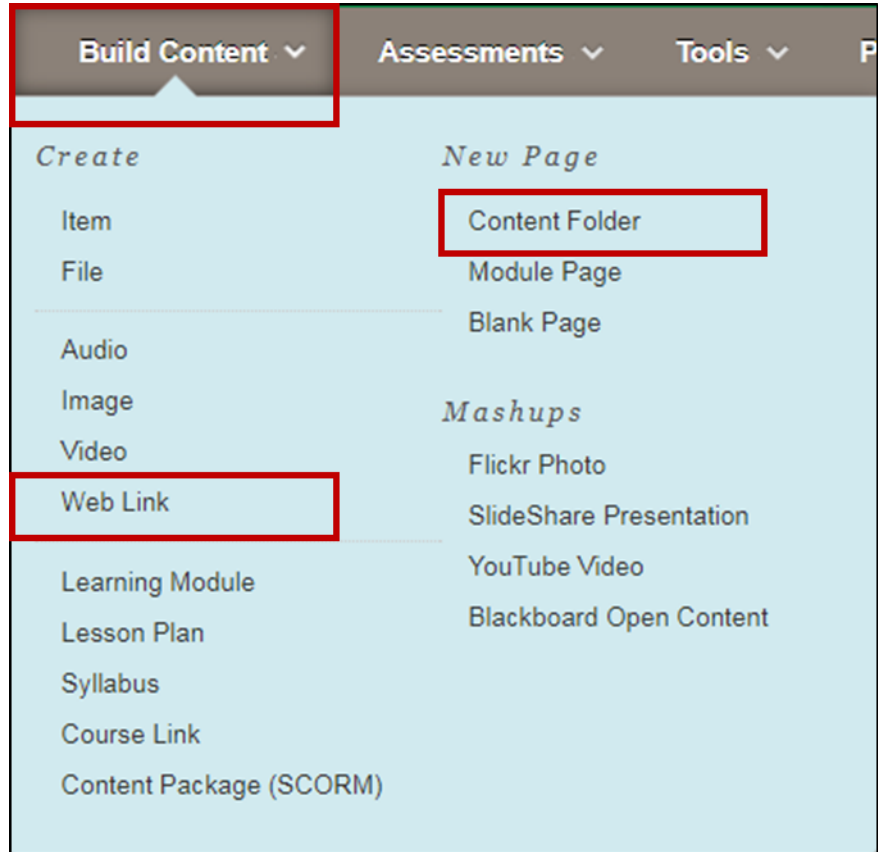 Build Content Assessments Tools P
Create
Item
File
Audio
Image
Video
Web Link
Learning Module
Lesson Plan
Syllabus
Course Link
Content Package (SCORM)
New Page
Content Folder
Module Page
Blank Page
Mashups
Flickr Photo
SlideShare Presentation
YouTube Video
Blackboard Open Content